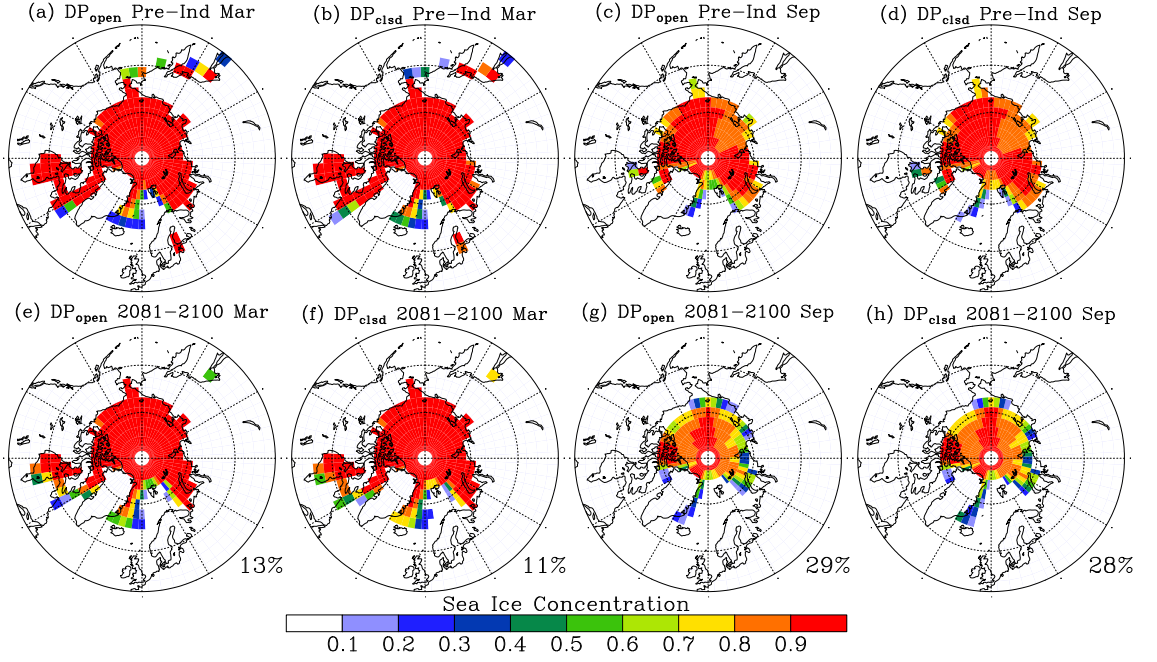 (a) DPopen Pre-Ind Mar
(b) DPclsd Pre-Ind Mar
(c) DPopen Pre-Ind Sep
(d) DPclsd Pre-Ind Sep
(e) DPopen 2081-2100 Mar
(f) DPclsd 2081-2100 Mar
(g) DPopen 2081-2100 Sep
(h) DPclsd 2081-2100 Sep
13%
11%
29%
28%
Sea Ice Concentration
0.1 0.2 0.3 0.4 0.5 0.6 0.7 0.8 0.9